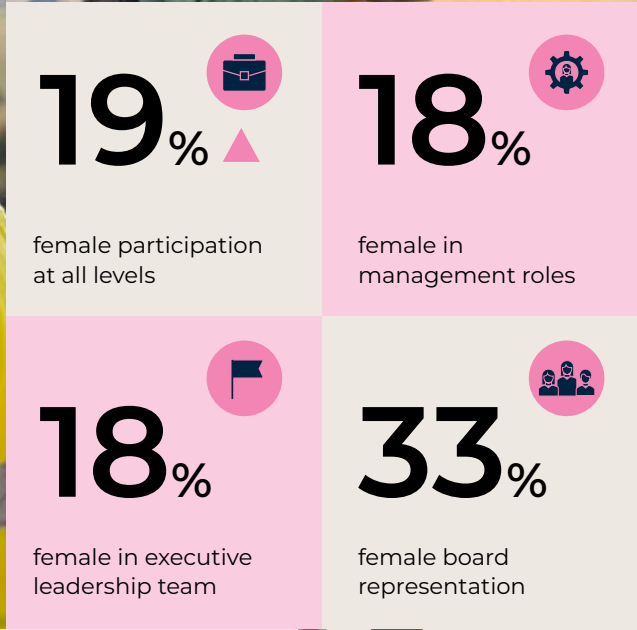 19%
female participation
at all levels
18%
female in
management roles
18%
female in executive
leadership team
33%
female board
representation